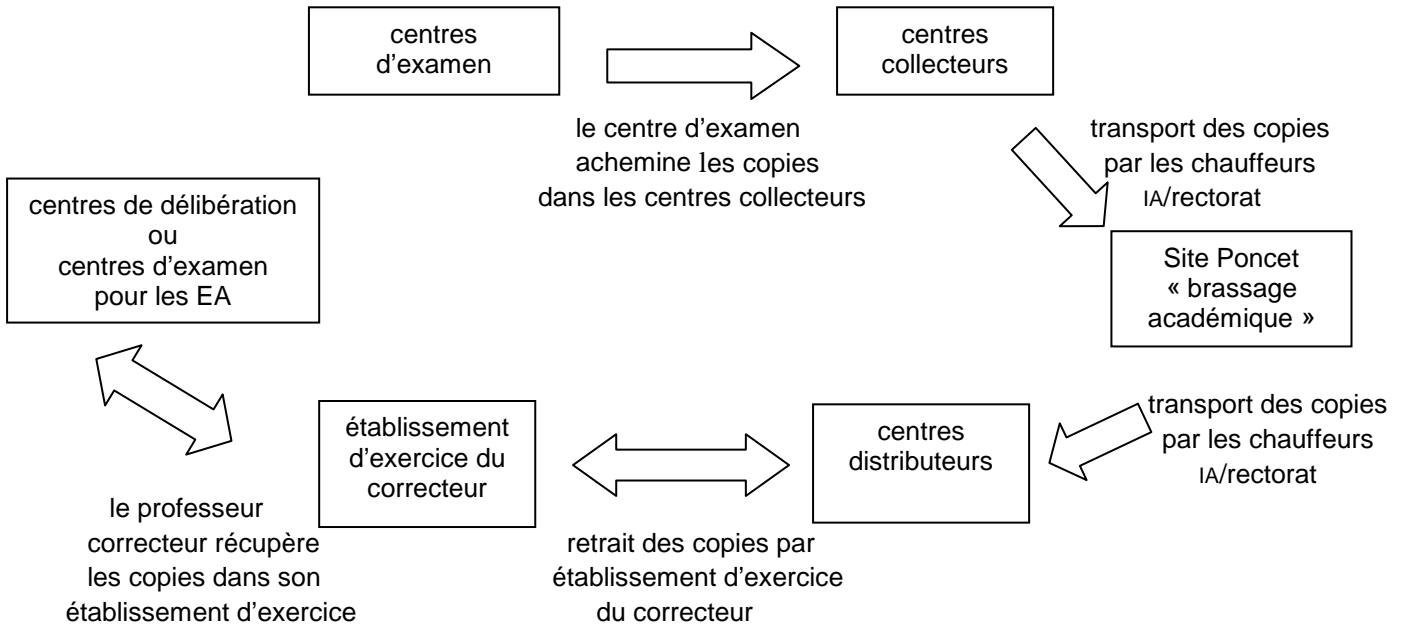 centres
d'examen
centres
collecteurs
le centre d'examen
achemine les copies
dans les centres collecteurs
transport des copies
par les chauffeurs
IA/rectorat
centres de délibération
ou
centres d'examen
pour les EA
Site Poncet
« brassage
académique »
transport des copies
par les chauffeurs
IA/rectorat
centres
distributeurs
établissement
d'exercice du
correcteur
retrait des copies par
établissement d'exercice
du correcteur
le professeur
correcteur récupère
les copies dans son
établissement d'exercice